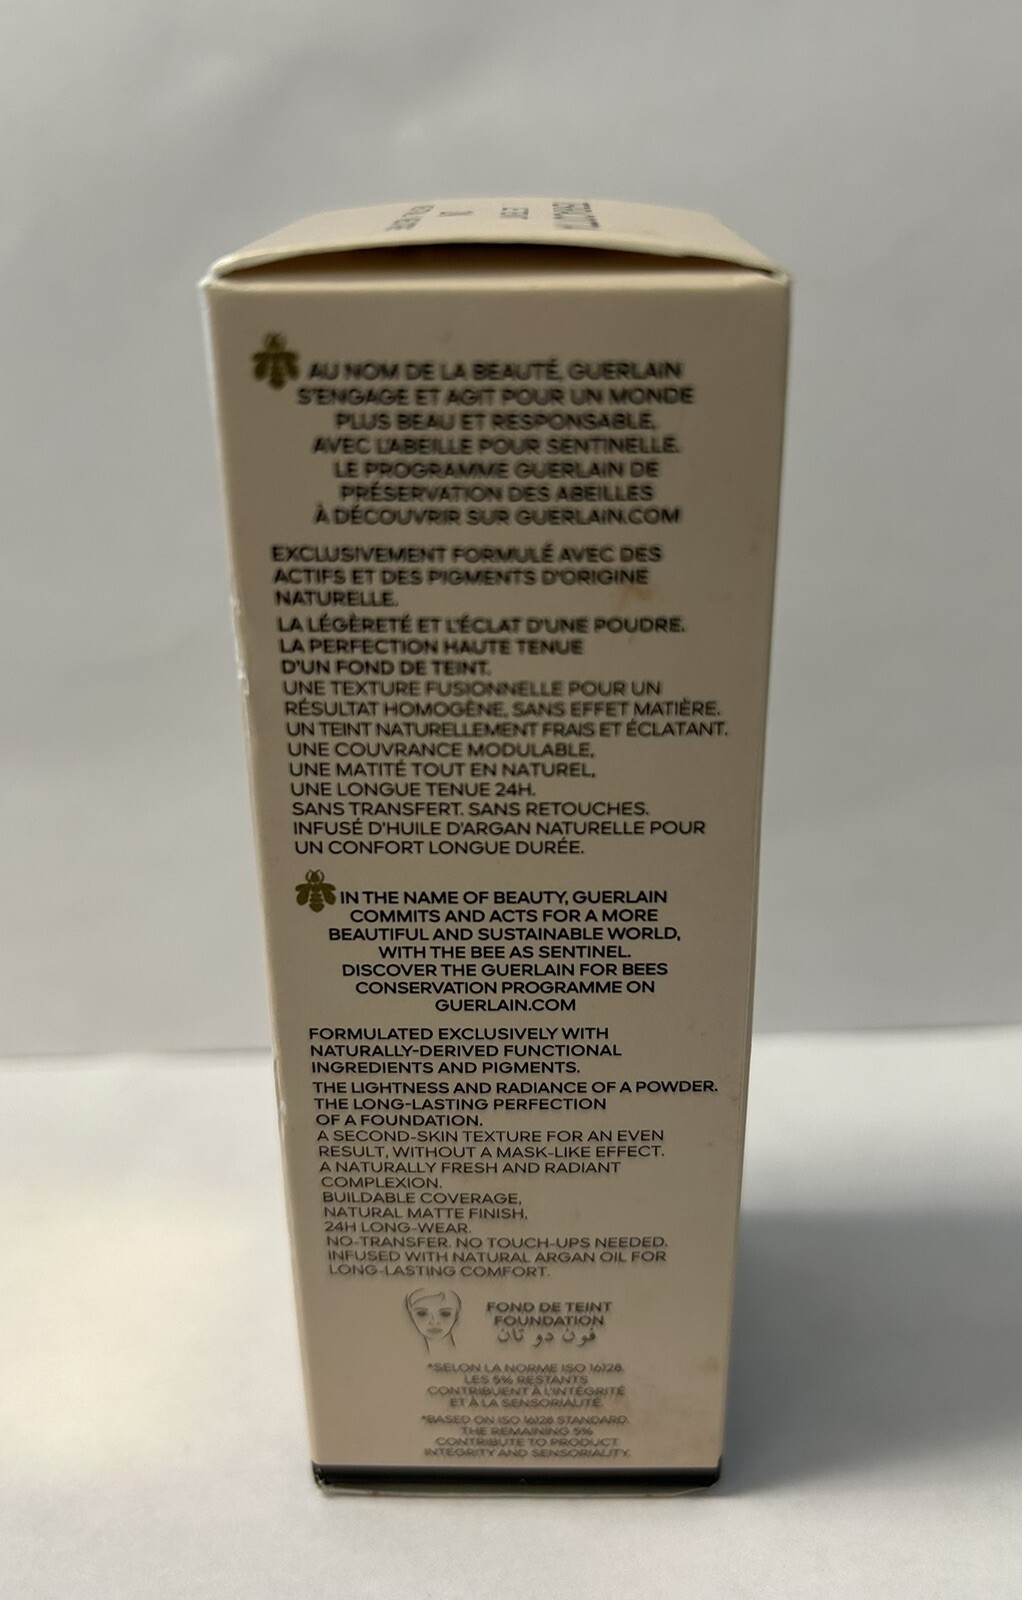 AU NOM DE LA BEAUTÉ, GUERLAIN
S'ENGAGE ET AGIT POUR UN MONDE
PLUS BEAU ET RESPONSABLE,
AVEC L'ABEILLE POUR SENTINELLE.
LE PROGRAMME GUERLAIN DE
PRÉSERVATION DES ABEILLES
À DÉCOUVRIR SUR GUERLAIN.COM
EXCLUSIVEMENT FORMULÉ AVEC DES
ACTIFS ET DES PIGMENTS D'ORIGINE
NATURELLE.
LA LÉGÈRETÉ ET L'ÉCLAT D'UNE POUDRE.
LA PERFECTION HAUTE TENUE
D'UN FOND DE TEINT.
UNE TEXTURE FUSIONNELLE POUR UN
RÉSULTAT HOMOGÈNE, SANS EFFET MATIÈRE.
UN TEINT NATURELLEMENT FRAIS ET ÉCLATANT.
UNE COUVRANCE MODULABLE,
UNE MATITÉ TOUT EN NATUREL,
UNE LONGUE TENUE 24H.
SANS TRANSFERT. SANS RETOUCHES.
INFUSÉ D'HUILE D'ARGAN NATURELLE POUR
UN CONFORT LONGUE DURÉE.
IN THE NAME OF BEAUTY, GUERLAIN
COMMITS AND ACTS FOR A MORE
BEAUTIFUL AND SUSTAINABLE WORLD,
WITH THE BEE AS SENTINEL.
DISCOVER THE GUERLAIN FOR BEES
CONSERVATION PROGRAMME ON
GUERLAIN.COM
FORMULATED EXCLUSIVELY WITH
NATURALLY-DERIVED FUNCTIONAL
INGREDIENTS AND PIGMENTS.
THE LIGHTNESS AND RADIANCE OF A POWDER.
THE LONG-LASTING PERFECTION
OF A FOUNDATION.
A SECOND-SKIN TEXTURE FOR AN EVEN
RESULT, WITHOUT A MASK-LIKE EFFECT.
A NATURALLY FRESH AND RADIANT
COMPLEXION.
BUILDABLE COVERAGE,
NATURAL MATTE FINISH,
24H LONG-WEAR.
NO-TRANSFER. NO TOUCH-UPS NEEDED.
INFUSED WITH NATURAL ARGAN OIL FOR
LONG-LASTING COMFORT.
FOND DE TEINT
FOUNDATION
فون دو تان
*SELON LA NORME ISO 16128.
LES 5% RESTANTS
CONTRIBUENT À L'INTÉGRITÉ
ET À LA SENSORIALITÉ.
*BASED ON ISO 16128 STANDARD.
THE REMAINING 5%
CONTRIBUTE TO PRODUCT
INTEGRITY AND SENSORIALITY.